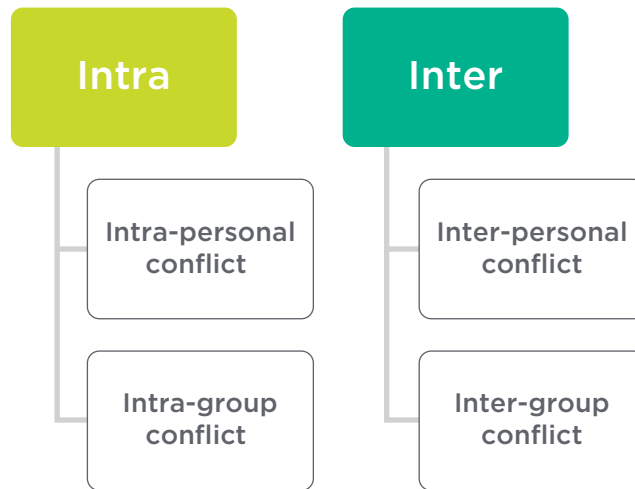 Intra
Intra-personal
conflict
Intra-group
conflict
Inter
Inter-personal
conflict
Inter-group
conflict